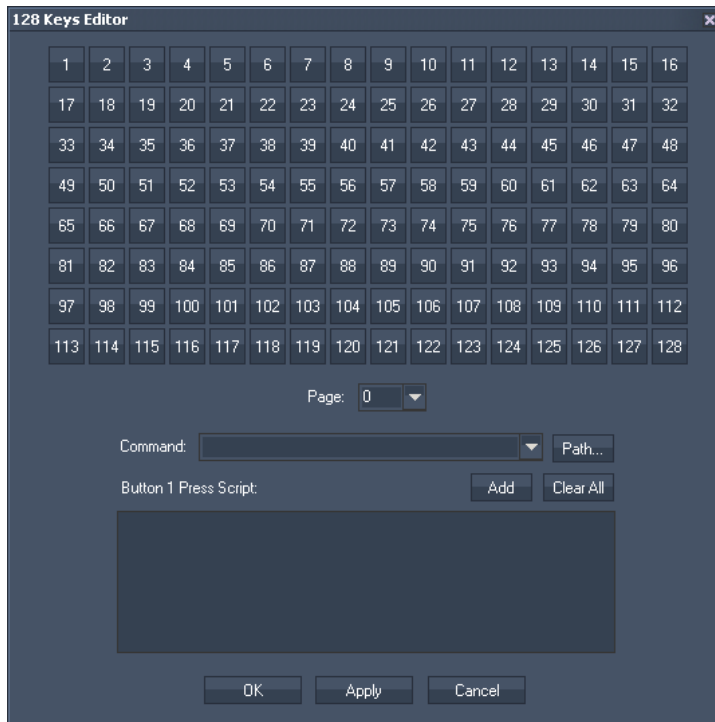 128 Keys Editor
1 2 3 4 5 6 7 8 9 10 11 12 13 14 15 16
17 18 19 20 21 22 23 24 25 26 27 28 29 30 31 32
33 34 35 36 37 38 39 40 41 42 43 44 45 46 47 48
49 50 51 52 53 54 55 56 57 58 59 60 61 62 63 64
65 66 67 68 69 70 71 72 73 74 75 76 77 78 79 80
81 82 83 84 85 86 87 88 89 90 91 92 93 94 95 96
97 98 99 100 101 102 103 104 105 106 107 108 109 110 111 112
113 114 115 116 117 118 119 120 121 122 123 124 125 126 127 128
Page: 0
Command: Path...
Button 1 Press Script: Add Clear All
OK Apply Cancel